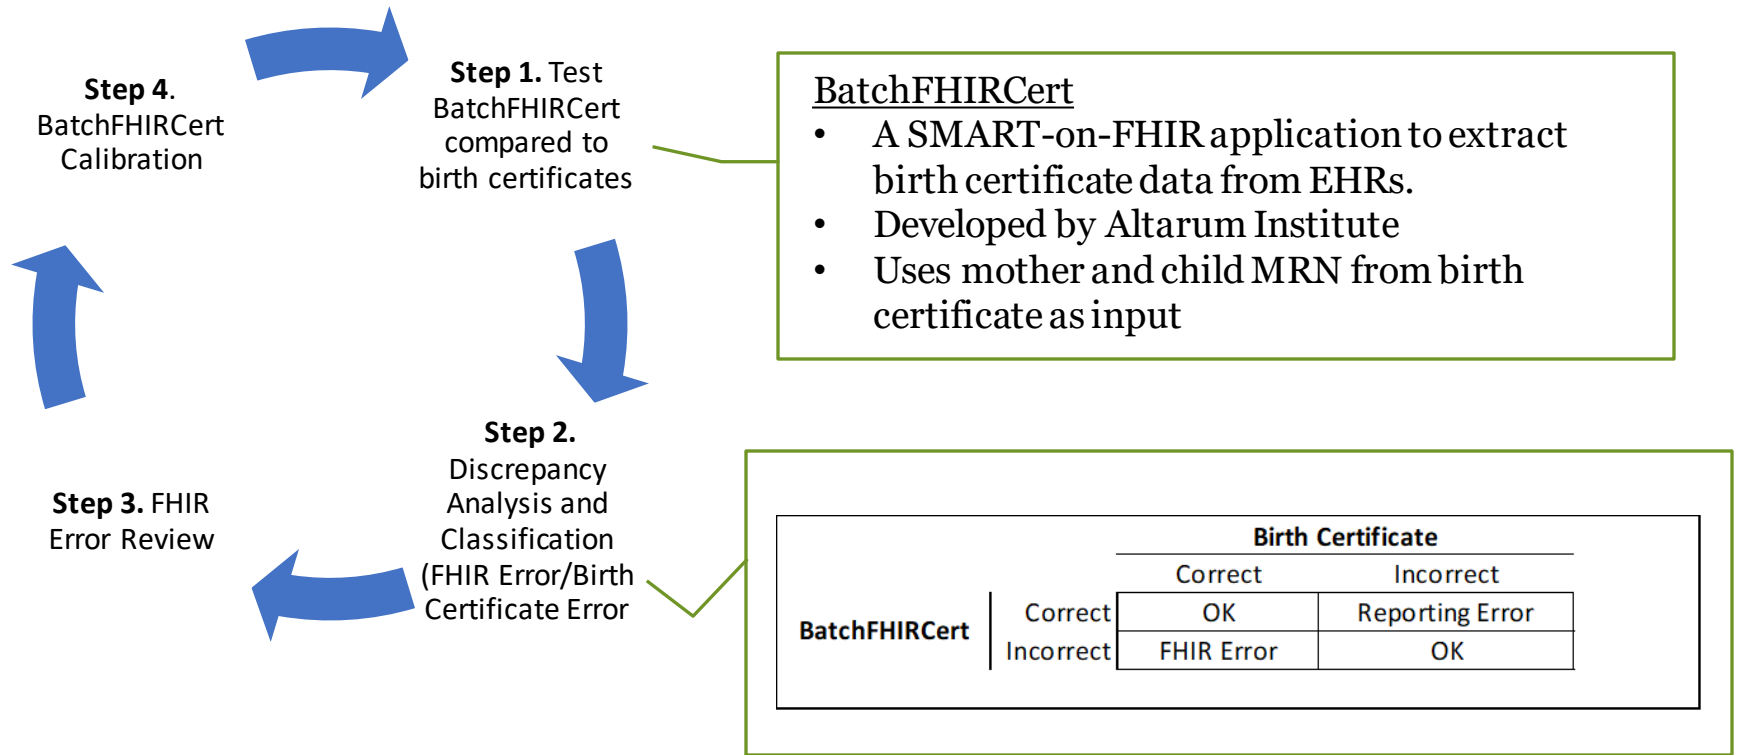 Step 4.
BatchFHIRCert
Calibration
Step 1. Test
BatchFHIRCert
compared to
birth certificates
BatchFHIRCert
• A SMART-on-FHIR application to extract
birth certificate data from EHRs.
• Developed by Altarum Institute
• Uses mother and child MRN from birth
certificate as input
Step 2.
Discrepancy
Analysis and
Classification
(FHIR Error/Birth
Certificate Error
Step 3. FHIR
Error Review
Birth Certificate
Correct Incorrect
BatchFHIRCert
Correct OK Reporting Error
Incorrect FHIR Error OK